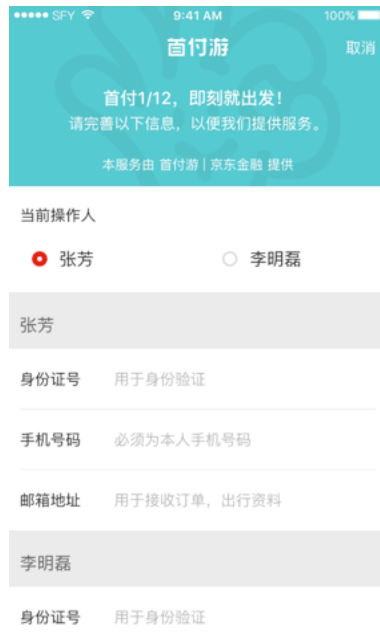 SFY 9:41 AM 100%
首付游 取消
首付1/12，即刻就出发！
请完善以下信息，以便我们提供服务。
本服务由 首付游 | 京东金融 提供
当前操作人
张芳 李明磊
张芳
身份证号 用于身份验证
手机号码 必须为本人手机号码
邮箱地址 用于接收订单，出行资料
李明磊
身份证号 用于身份验证